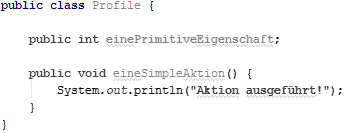 public class Profile {
public int einePrimitiveEigenschaft;
public void eineSimpleAktion() {
System.out.println("Aktion ausgeführt!");
}
}